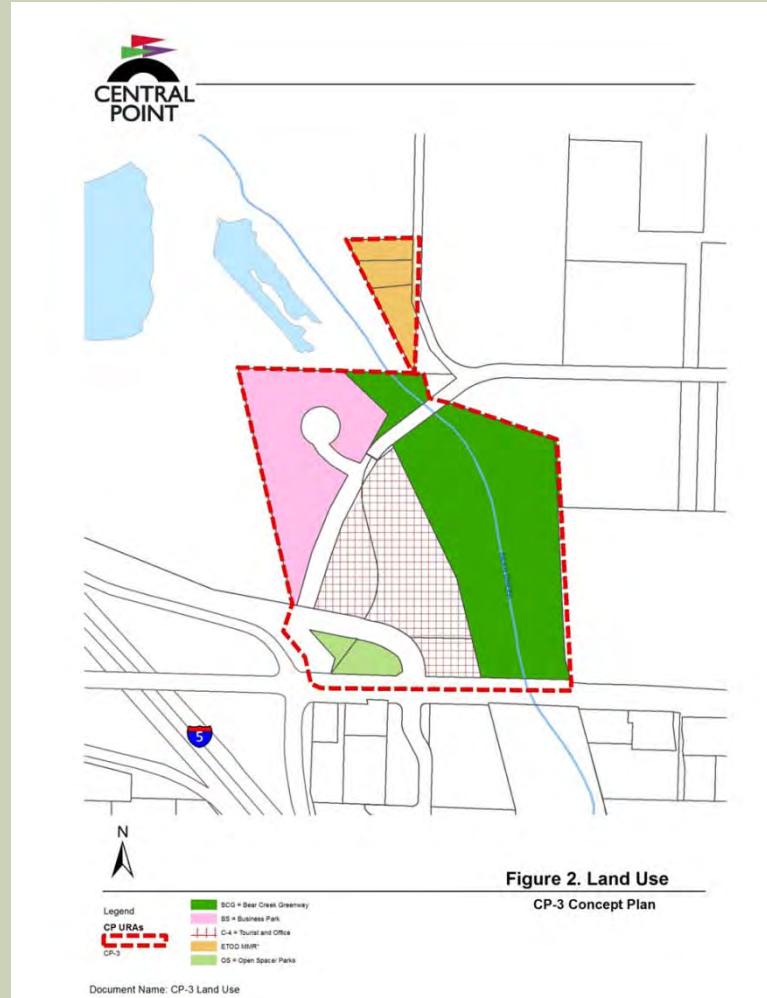 CENTRAL
POINT
5
N
Figure 2. Land Use
CP-3 Concept Plan
Legend
CP URAs
CP-3
BCG = Bear Creek Greenway
BS = Business Park
C-4 = Tourist and Office
ETOD MMR*
OS = Open Space/ Parks
Document Name: CP-3 Land Use